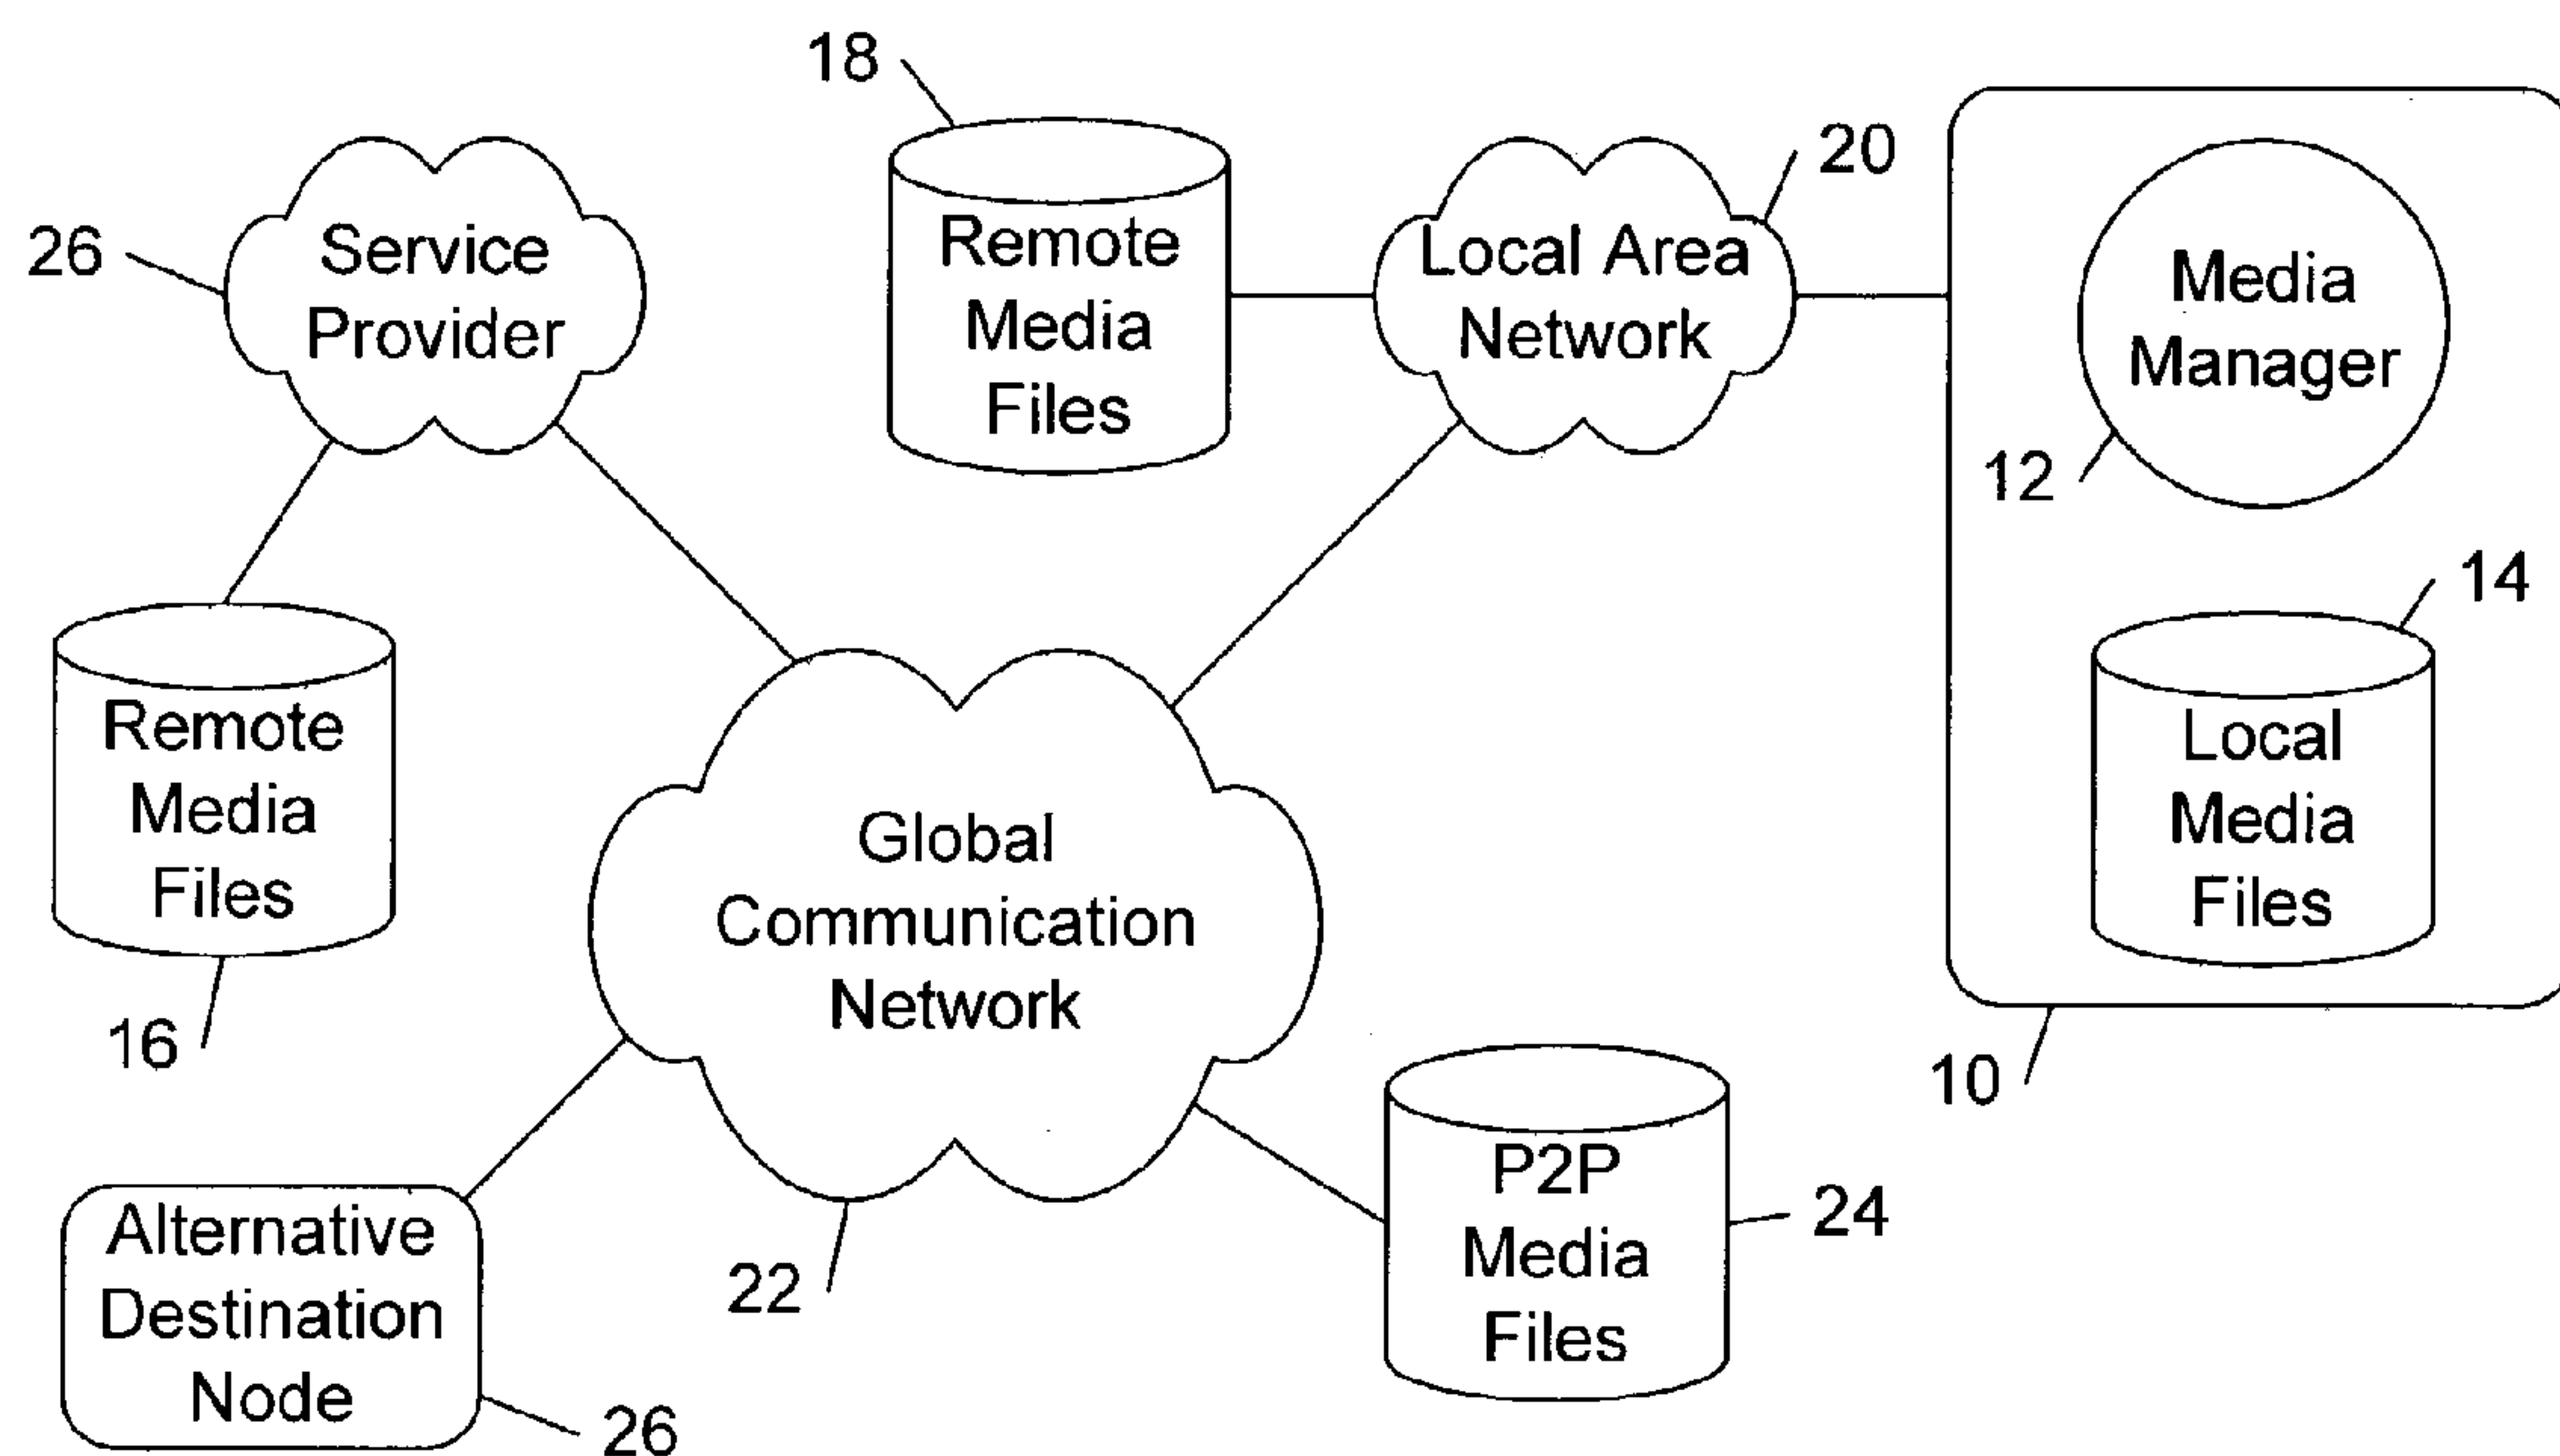 18
20
26
Service
Provider
Remote
Media
Files
Local Area
Network
Media
Manager
12
14
Remote
Media
Files
16
Global
Communication
Network
22
Local
Media
Files
10
P2P
Media
Files
24
Alternative
Destination
Node
26